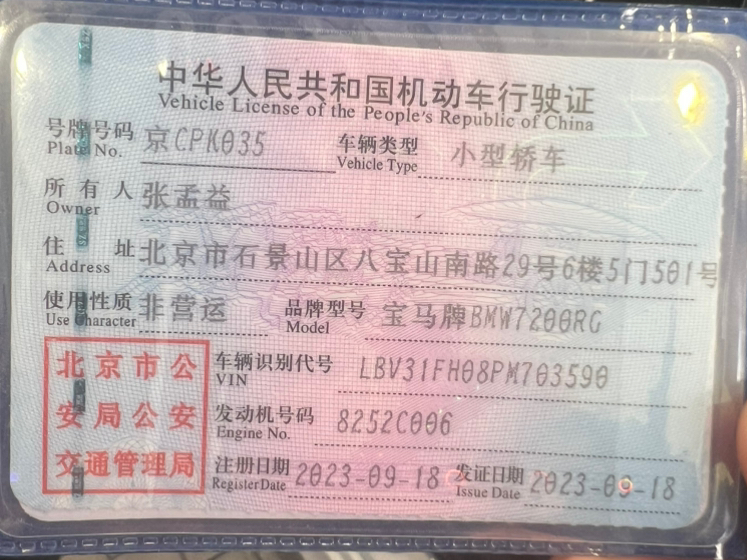 中华人民共和国机动车行驶证
Vehicle License of the People's Republic of China
号牌号码 京CPK035 车辆类型 小型轿车
Plate No. Vehicle Type
所有人 张孟益
Owner
住址 北京市石景山区八宝山南路29号6楼5门501号
Address
使用性质 非营运 品牌型号 宝马牌BMW7200RG
Use Character Model
北京市公安局公安交通管理局
车辆识别代号 LBV31FH08PM703590
VIN
发动机号码 8252C006
Engine No.
注册日期 2023-09-18 发证日期 2023-09-18
Register Date Issue Date